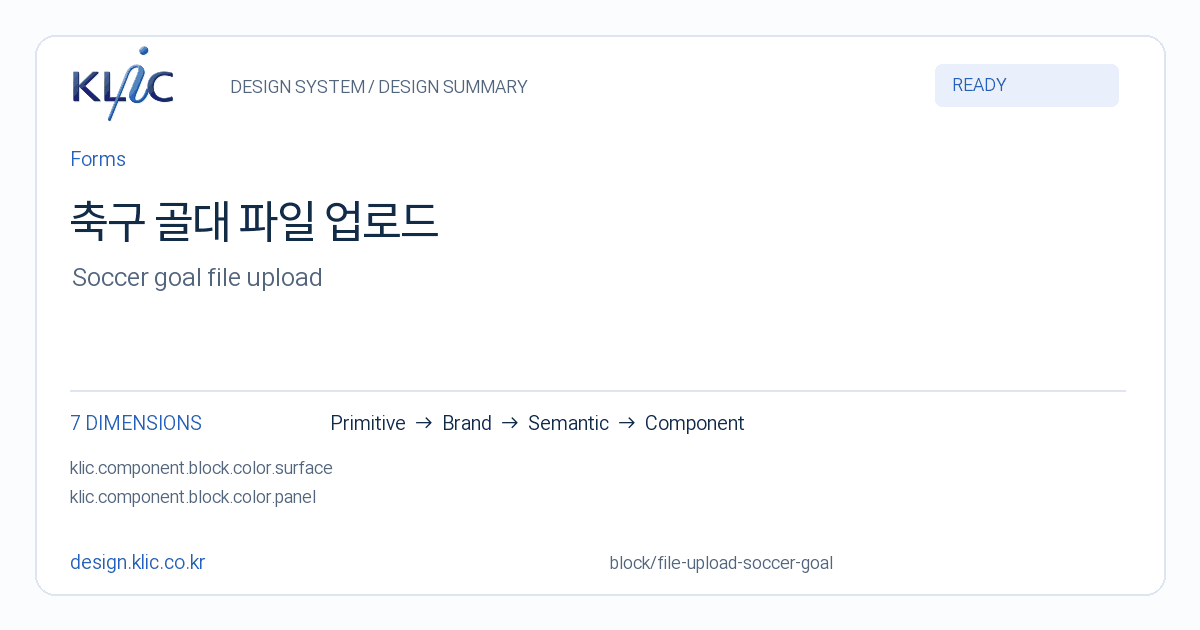 KLIC
DESIGN SYSTEM / DESIGN SUMMARY
READY
Forms
축구 골대 파일 업로드
Soccer goal file upload
7 DIMENSIONS
Primitive → Brand → Semantic → Component
klic.component.block.color.surface
klic.component.block.color.panel
design.klic.co.kr
block/file-upload-soccer-goal